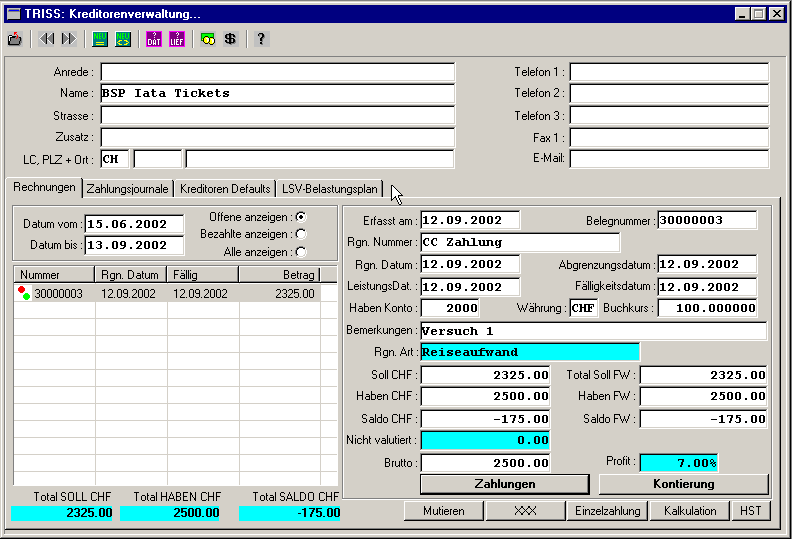 TRISS: Kreditorenverwaltung...
NEU NEU ? DAT ? LIEF $ ?
Anrede :
Telefon 1 :
Name : BSP Iata Tickets
Telefon 2 :
Strasse :
Telefon 3 :
Zusatz :
Fax 1 :
LC, PLZ + Ort : CH
E-Mail:
Rechnungen Zahlungsjournale Kreditoren Defaults LSV-Belastungsplan
Datum vom : 15.06.2002
Datum bis : 13.09.2002
Offene anzeigen :
Bezahlte anzeigen :
Alle anzeigen :
Nummer Rgn. Datum Fällig Betrag
30000003 12.09.2002 12.09.2002 2325.00
Total SOLL CHF Total HABEN CHF Total SALDO CHF
2325.00 2500.00 -175.00
Erfasst am : 12.09.2002 Belegnummer : 30000003
Rgn. Nummer : CC Zahlung
Rgn. Datum : 12.09.2002 Abgrenzungsdatum : 12.09.2002
LeistungsDat. : 12.09.2002 Fälligkeitsdatum : 12.09.2002
Haben Konto : 2000 Währung : CHF Buchkurs : 100.000000
Bemerkungen : Versuch 1
Rgn. Art : Reiseaufwand
Soll CHF : 2325.00 Total Soll FW : 2325.00
Haben CHF : 2500.00 Haben FW : 2500.00
Saldo CHF : -175.00 Saldo FW : -175.00
Nicht valutiert : 0.00
Brutto : 2500.00 Profit : 7.00%
Zahlungen Kontierung
Mutieren XXX Einzelzahlung Kalkulation HST